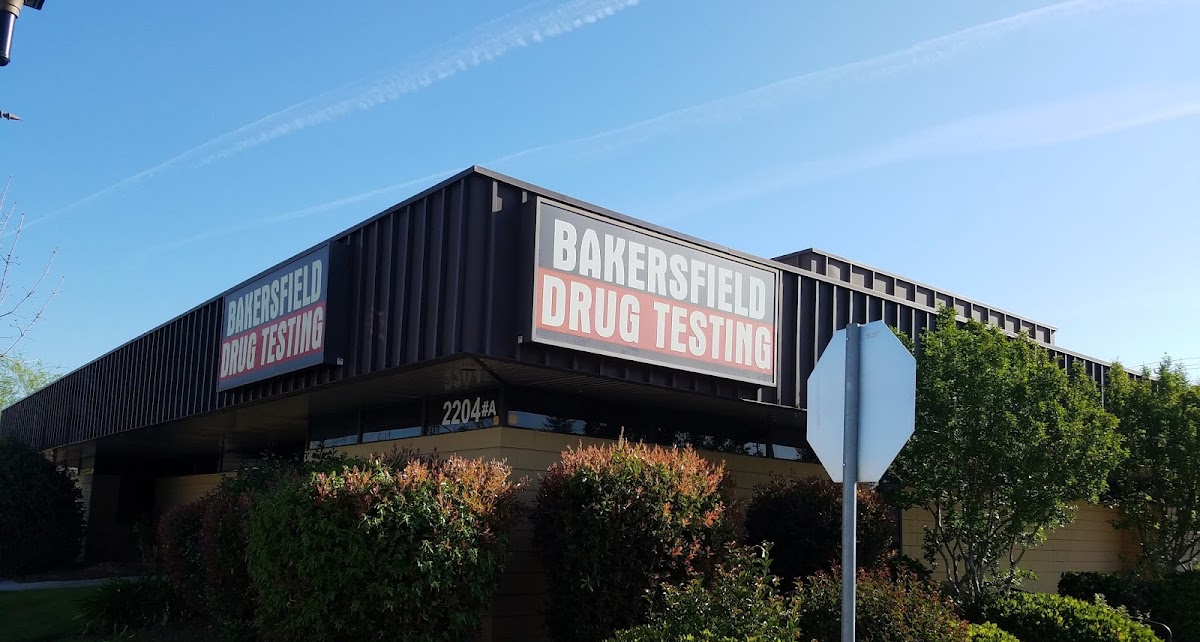 BAKERSFIELD
DRUG TESTING
BAKERSFIELD
DRUG TESTING
2204#A